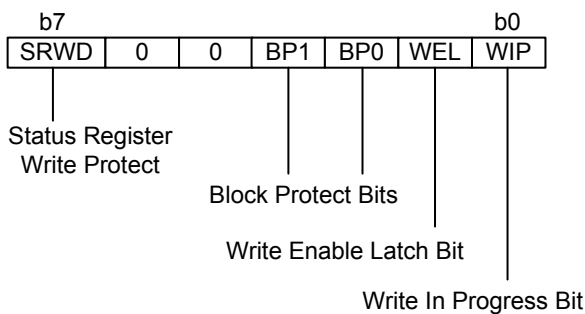 b7 b0
SRWD 0 0 BP1 BP0 WEL WIP
Status Register
Write Protect
Block Protect Bits
Write Enable Latch Bit
Write In Progress Bit